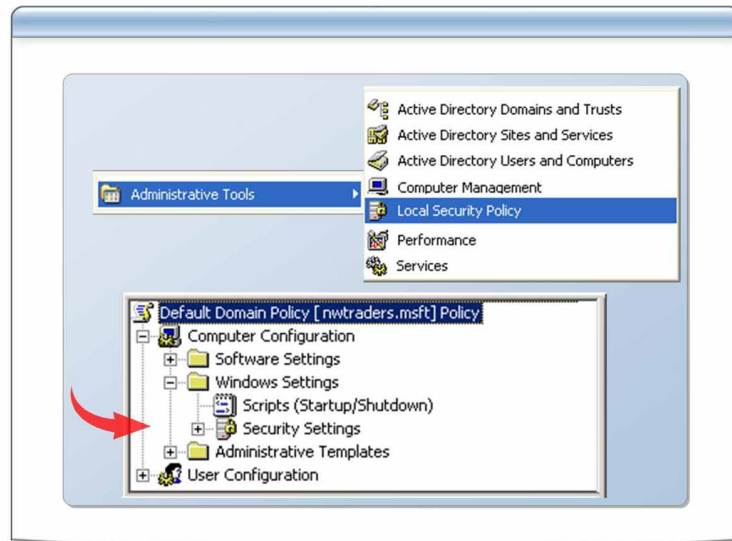 Active Directory Domains and Trusts
Active Directory Sites and Services
Active Directory Users and Computers
Administrative Tools
Computer Management
Local Security Policy
Performance
Services
Default Domain Policy [nwtraders.msft] Policy
Computer Configuration
Software Settings
Windows Settings
Scripts (Startup/Shutdown)
Security Settings
Administrative Templates
User Configuration